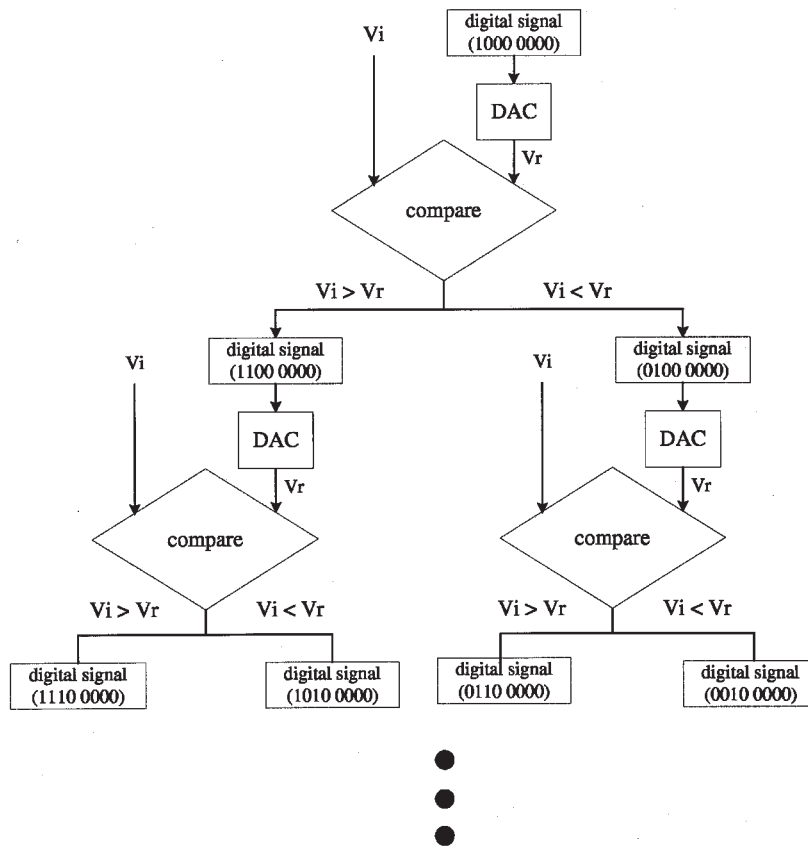 Vi
digital signal
(1000 0000)
DAC
Vr
compare
Vi > Vr
Vi < Vr
Vi
digital signal
(1100 0000)
Vi
digital signal
(0100 0000)
DAC
DAC
Vr
Vr
compare
compare
Vi > Vr
Vi < Vr
Vi > Vr
Vi < Vr
digital signal
(1110 0000)
digital signal
(1010 0000)
digital signal
(0110 0000)
digital signal
(0010 0000)